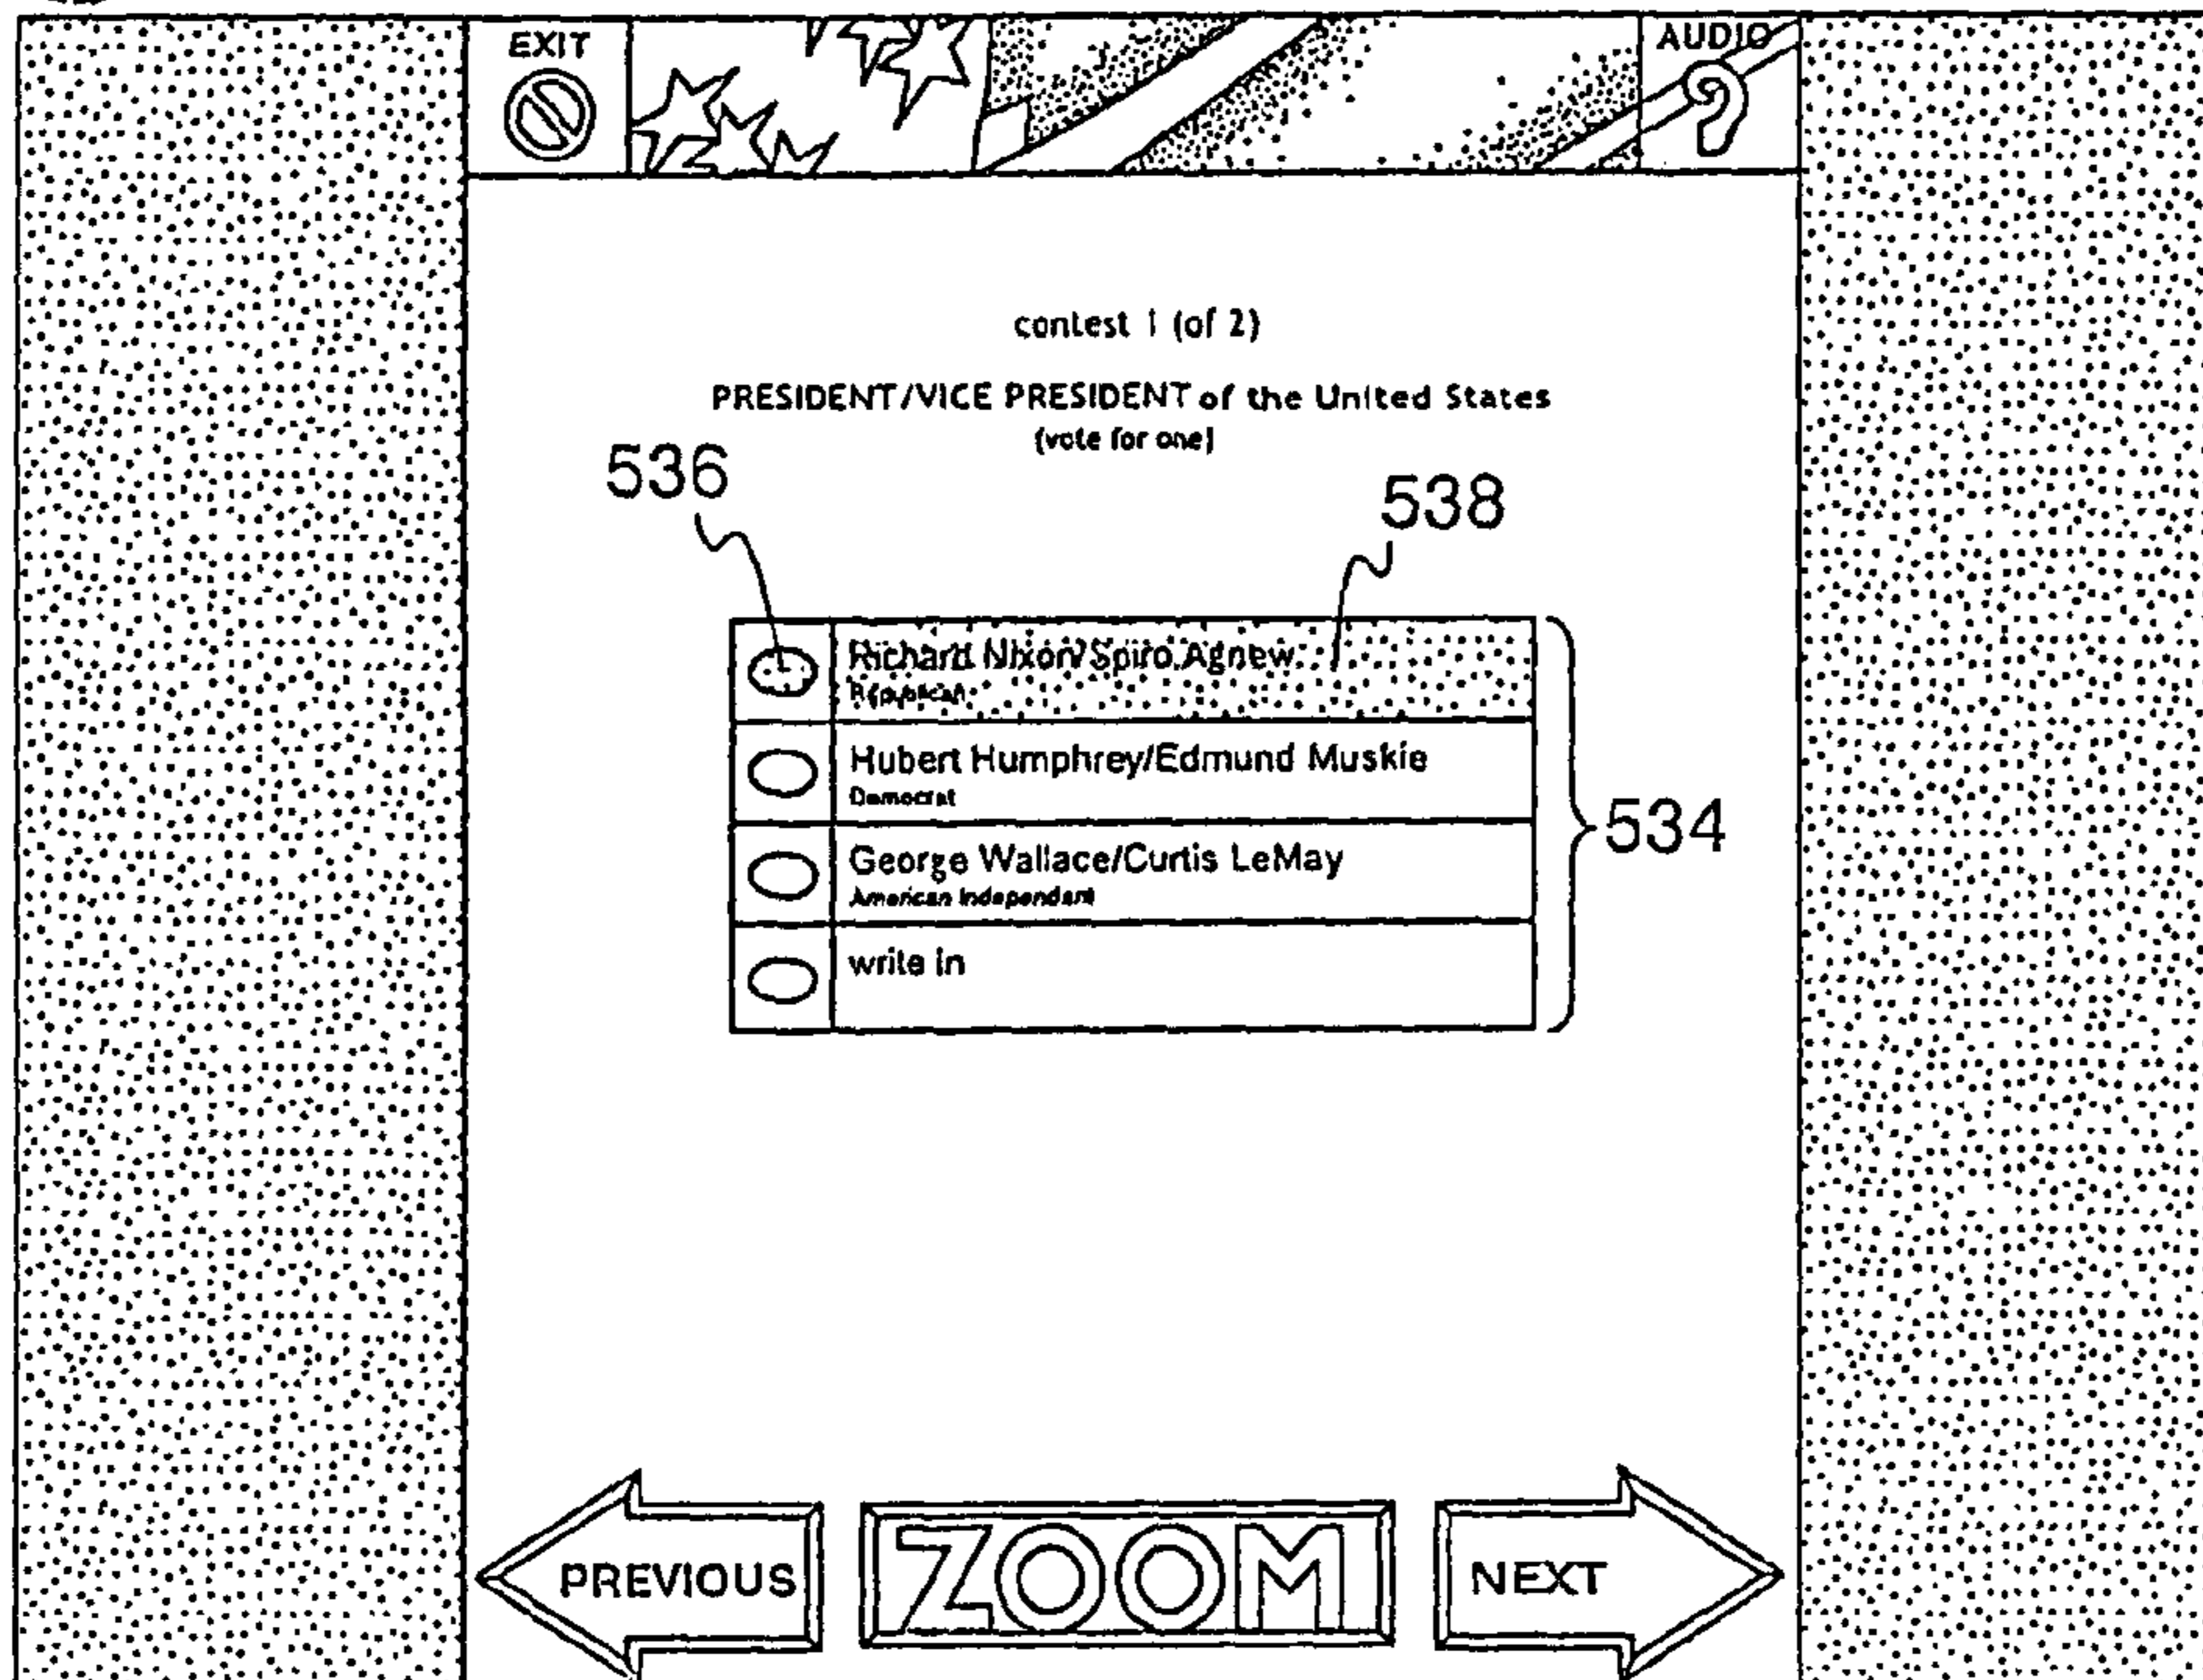 EXIT
AUDIO
contest 1 (of 2)
PRESIDENT/VICE PRESIDENT of the United States
(vote for one)
536
538
Richard Nixon/Spiro Agnew
Republican
Hubert Humphrey/Edmund Muskie
Democrat
534
George Wallace/Curtis LeMay
American Independent
write in
PREVIOUS
ZOOM
NEXT